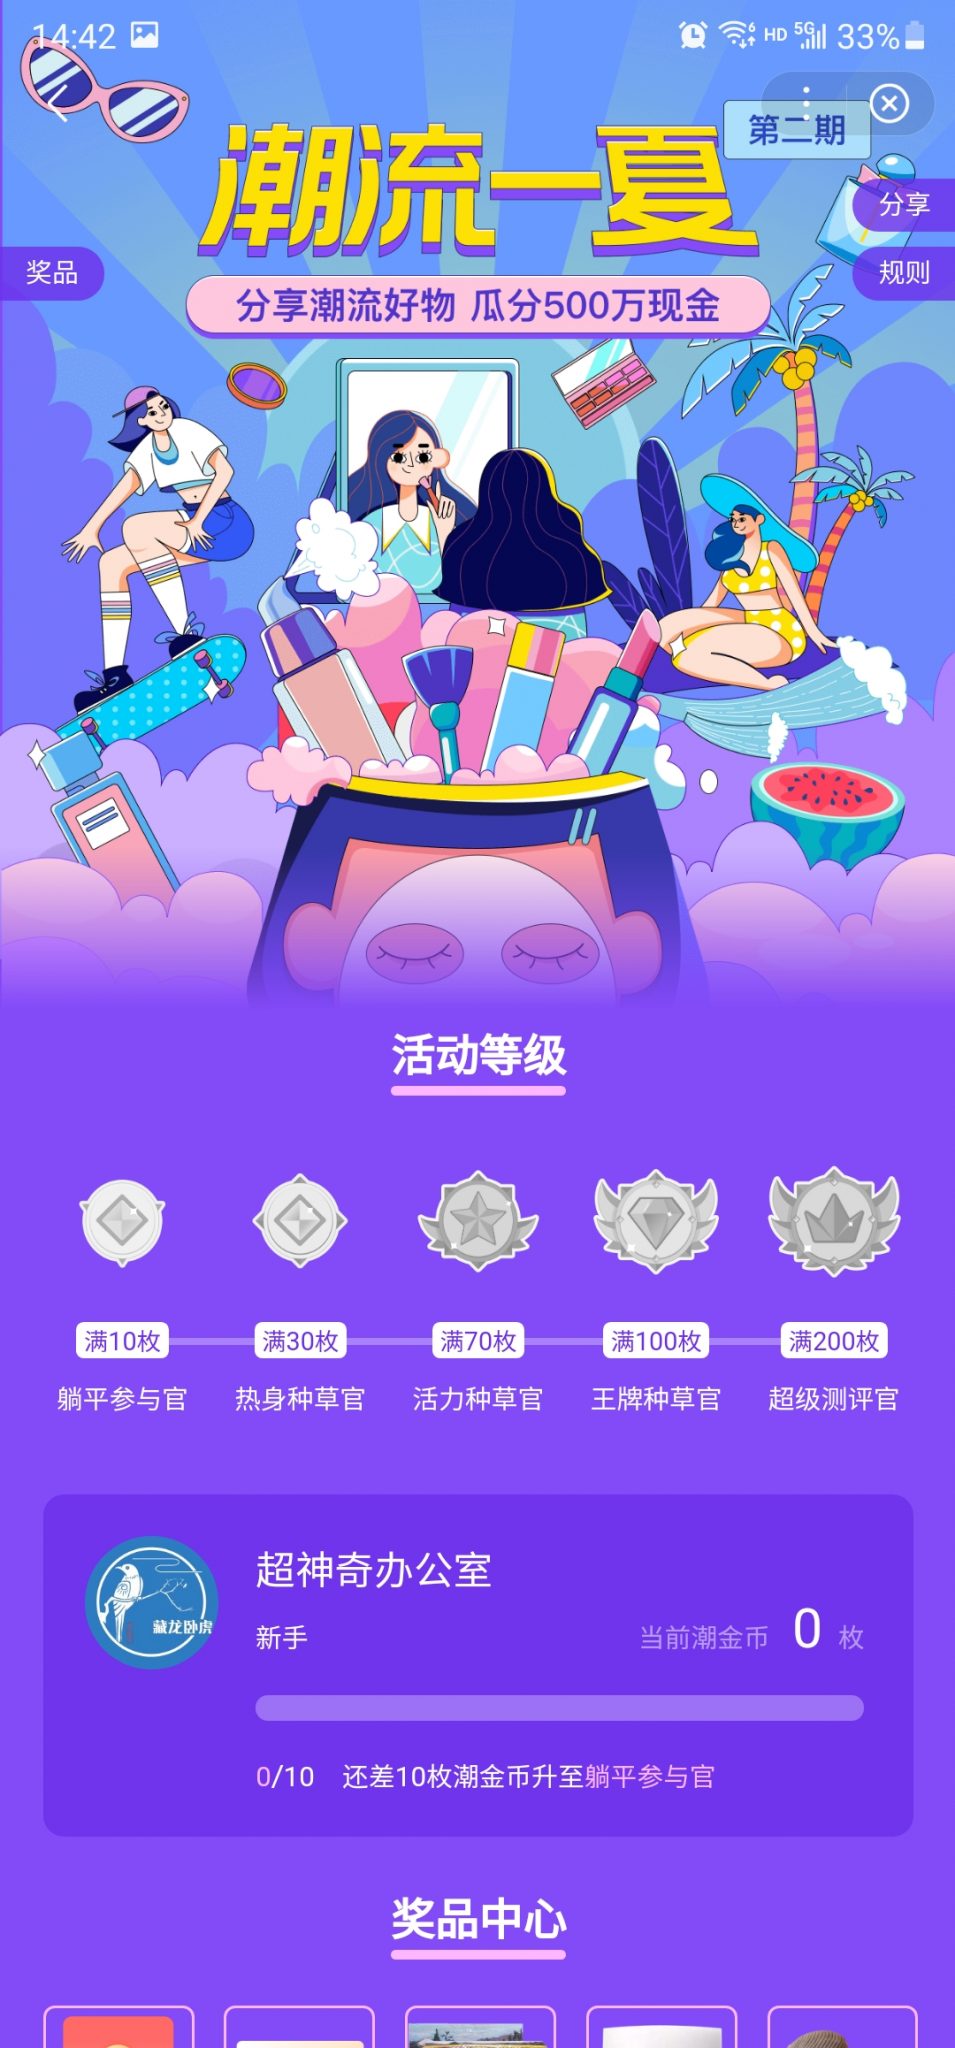 14:42
HD 5G 33%
潮流一夏
第二期
分享
奖品
规则
分享潮流好物 瓜分500万现金
活动等级
满10枚
满30枚
满70枚
满100枚
满200枚
躺平参与官
热身种草官
活力种草官
王牌种草官
超级测评官
藏龙卧虎
超神奇办公室
新手
当前潮金币 0 枚
0/10 还差10枚潮金币升至躺平参与官
奖品中心